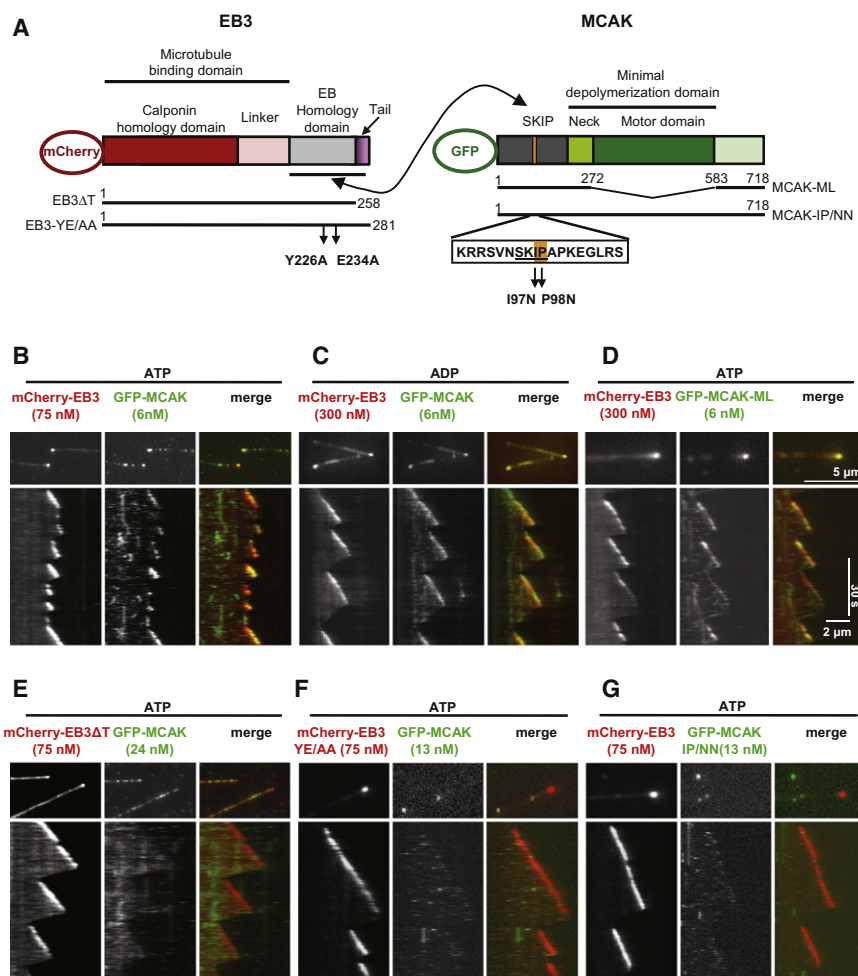 A
EB3
MCAK
Microtubule
binding domain
Calponin
homology domain
Linker
EB
Homology
domain
Tail
mCherry
EB3ΔT
1
258
EB3-YE/AA
1
281
Y226A E234A
Minimal
depolymerization domain
SKIP
Neck
Motor domain
GFP
1
272
583
718
MCAK-ML
1
718
MCAK-IP/NN
KRRSVNSKIPAPKEGLRS
I97N P98N
B
ATP
mCherry-EB3
(75 nM)
GFP-MCAK
(6nM)
merge
C
ADP
mCherry-EB3
(300 nM)
GFP-MCAK
(6nM)
merge
D
ATP
mCherry-EB3
(300 nM)
GFP-MCAK-ML
(6 nM)
merge
5 µm
30 s
2 µm
E
ATP
mCherry-EB3ΔT
(75 nM)
GFP-MCAK
(24 nM)
merge
F
ATP
mCherry-EB3
YE/AA (75 nM)
GFP-MCAK
(13 nM)
merge
G
ATP
mCherry-EB3
(75 nM)
GFP-MCAK
IP/NN(13 nM)
merge